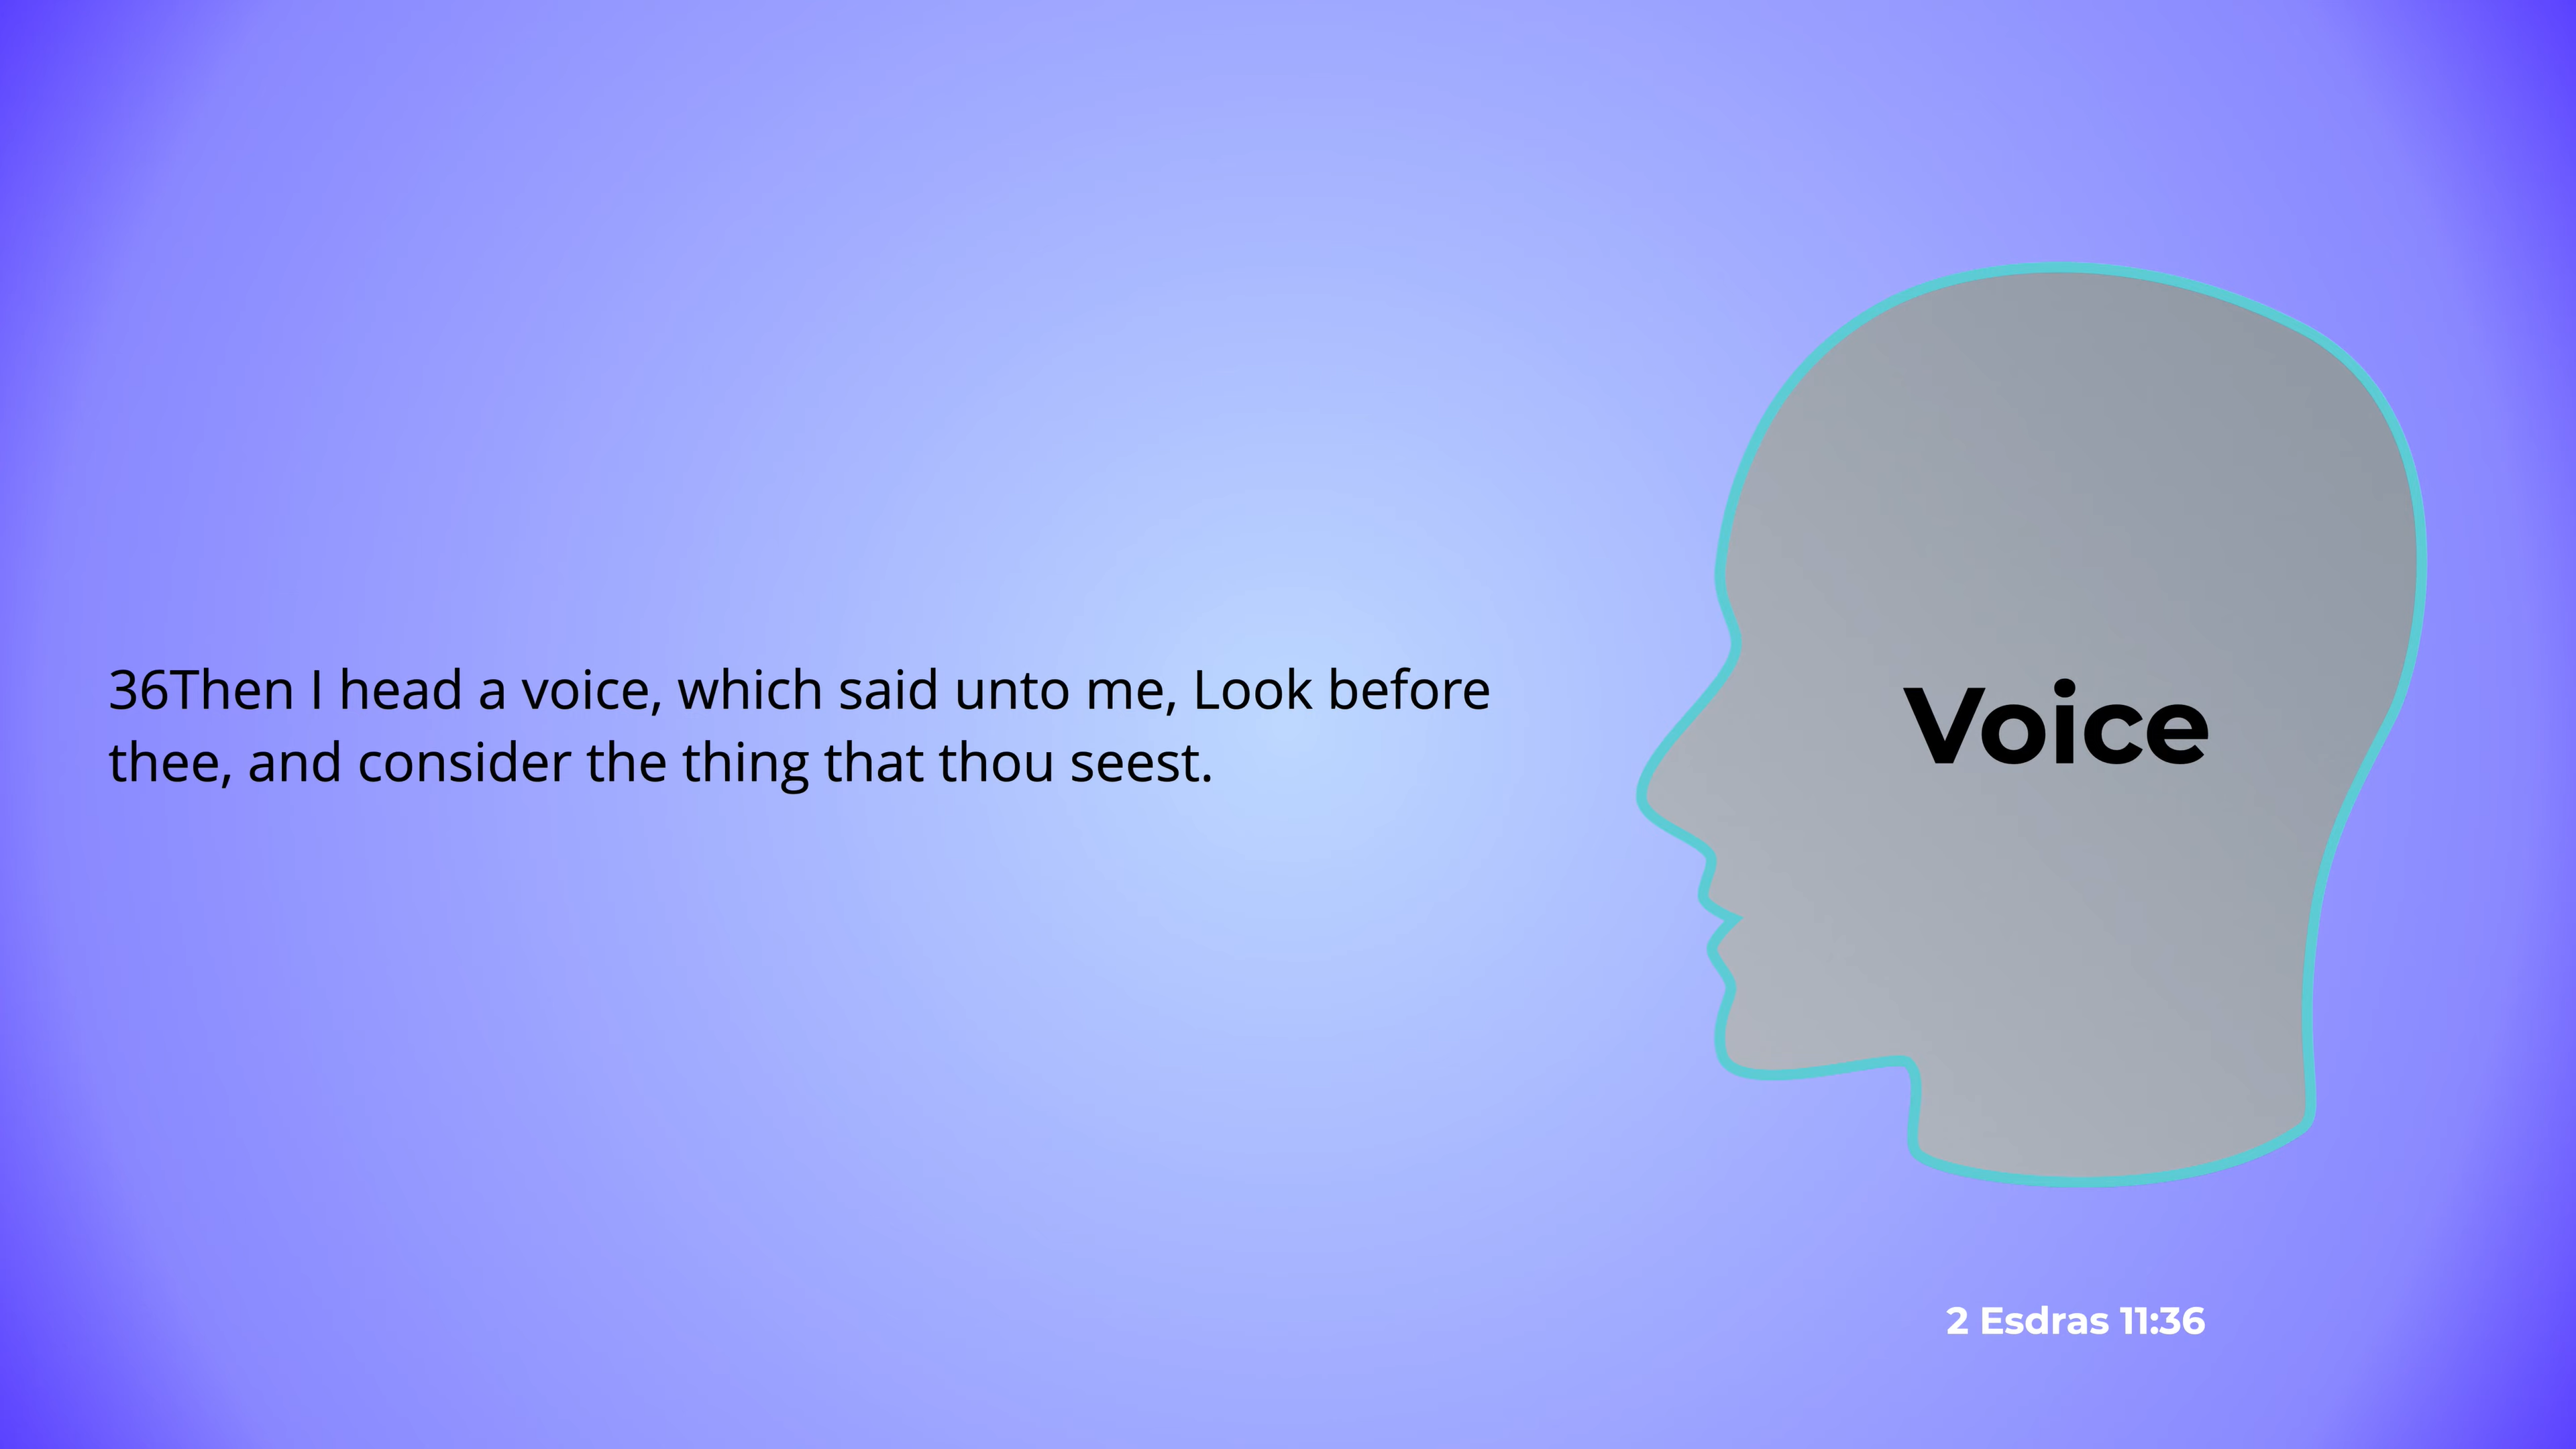 36Then I head a voice, which said unto me, Look before
thee, and consider the thing that thou seest.
Voice
2 Esdras 11:36